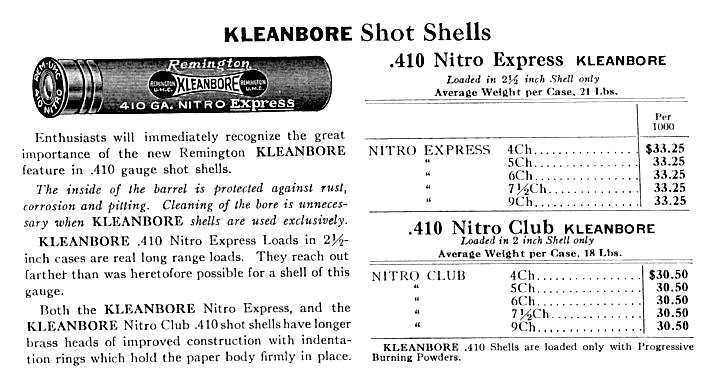 KLEANBORE Shot Shells
REM-UMC
410
NITRO
Remington
REMINGTON
U.M.C.
KLEANBORE
REMINGTON
U.M.C.
410 GA. NITRO Express
Enthusiasts will immediately recognize the great
importance of the new Remington KLEANBORE
feature in .410 gauge shot shells.
The inside of the barrel is protected against rust,
corrosion and pitting. Cleaning of the bore is unneces-
sary when KLEANBORE shells are used exclusively.
KLEANBORE .410 Nitro Express Loads in 2½-
inch cases are real long range loads. They reach out
farther than was heretofore possible for a shell of this
gauge.
Both the KLEANBORE Nitro Express, and the
KLEANBORE Nitro Club .410 shot shells have longer
brass heads of improved construction with indenta-
tion rings which hold the paper body firmly in place.
.410 Nitro Express KLEANBORE
Loaded in 2½ inch Shell only
Average Weight per Case, 21 Lbs.
Per
1000
NITRO EXPRESS 4Ch................ $33.25
" 5Ch................ 33.25
" 6Ch................ 33.25
" 7½Ch.............. 33.25
" 9Ch................ 33.25
.410 Nitro Club KLEANBORE
Loaded in 2 inch Shell only
Average Weight per Case, 18 Lbs.
NITRO CLUB 4Ch................ $30.50
" 5Ch................ 30.50
" 6Ch................ 30.50
" 7½Ch.............. 30.50
" 9Ch................ 30.50
KLEANBORE .410 Shells are loaded only with Progressive
Burning Powders.